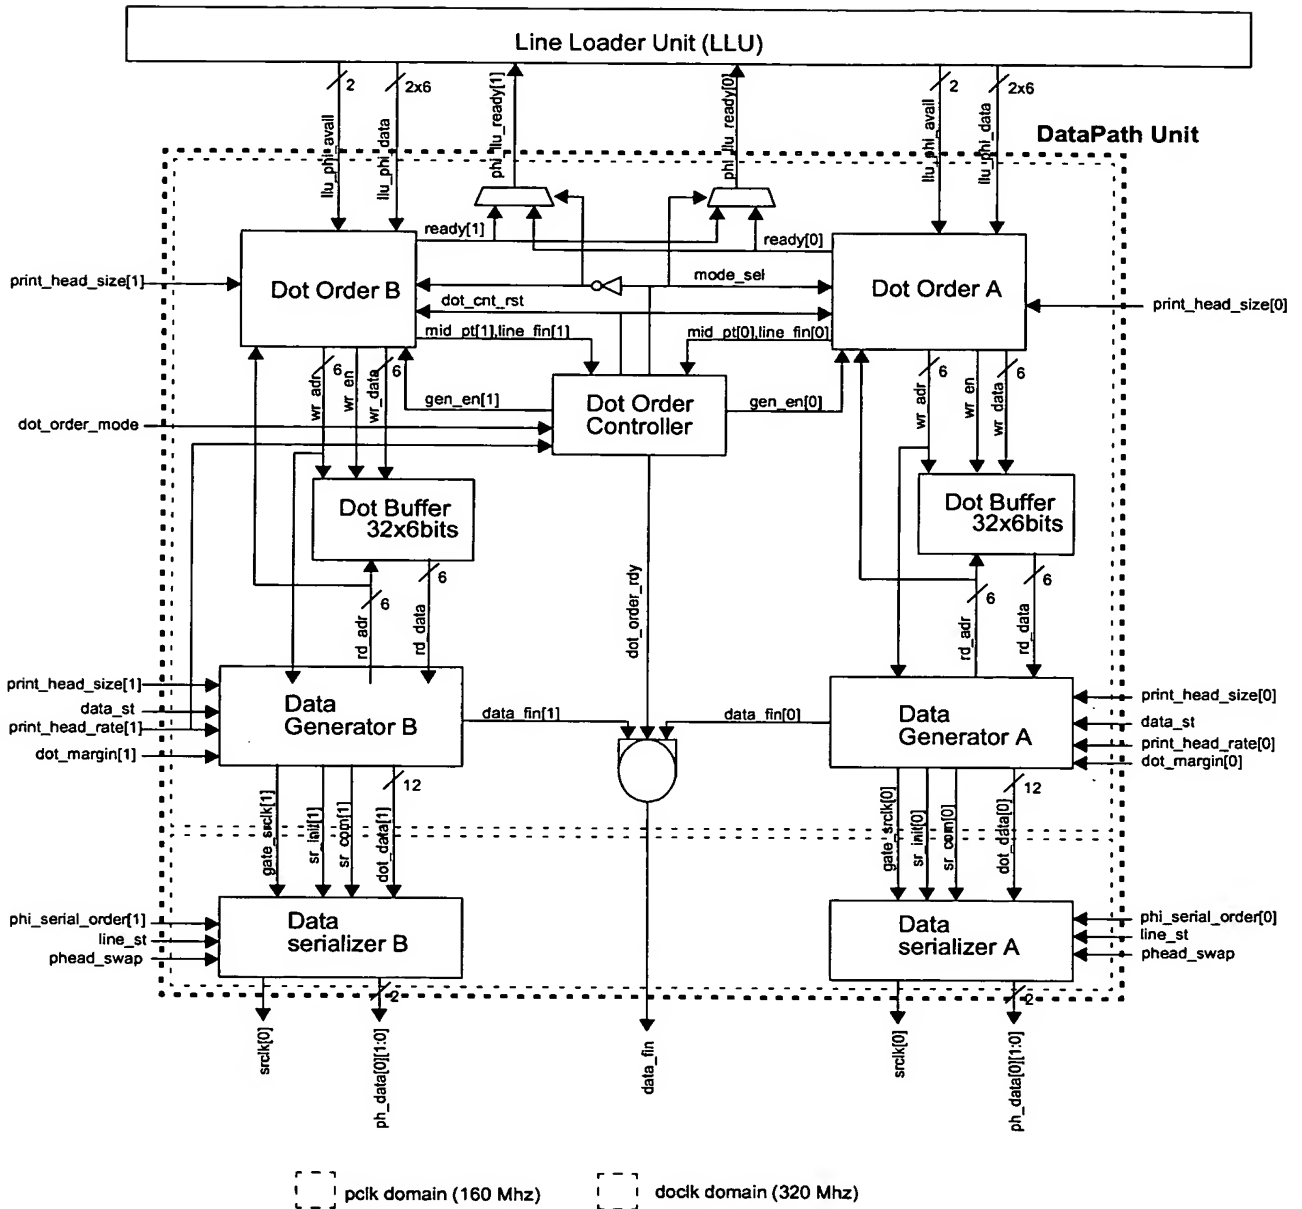 Line Loader Unit (LLU)
2
2x6
phi_llu_ready[1]
phi_llu_ready[0]
2
2x6
llu_phi_avail
llu_phi_data
llu_phi_avail
llu_phi_data
DataPath Unit
ready[1]
ready[0]
print_head_size[1]
Dot Order B
mode_sel
Dot Order A
dot_cnt_rst
print_head_size[0]
mid_pt[1],line_fin[1]
mid_pt[0],line_fin[0]
6
6
6
6
wr_adr
wr_en
wr_data
wr_adr
wr_en
wr_data
gen_en[1]
Dot Order
Controller
gen_en[0]
dot_order_mode
Dot Buffer
32x6bits
Dot Buffer
32x6bits
6
6
6
6
rd_adr
rd_data
dot_order_rdy
rd_adr
rd_data
print_head_size[1]
data_st
print_head_rate[1]
dot_margin[1]
Data
Generator B
data_fin[1]
data_fin[0]
Data
Generator A
print_head_size[0]
data_st
print_head_rate[0]
dot_margin[0]
12
12
gate_srclk[1]
sr_init[1]
sr_com[1]
dot_data[1]
gate_srclk[0]
sr_init[0]
sr_com[0]
dot_data[0]
phi_serial_order[1]
line_st
phead_swap
Data
serializer B
Data
serializer A
phi_serial_order[0]
line_st
phead_swap
2
2
srclk[0]
ph_data[0][1:0]
data_fin
srclk[0]
ph_data[0][1:0]
pclk domain (160 Mhz)
doclk domain (320 Mhz)